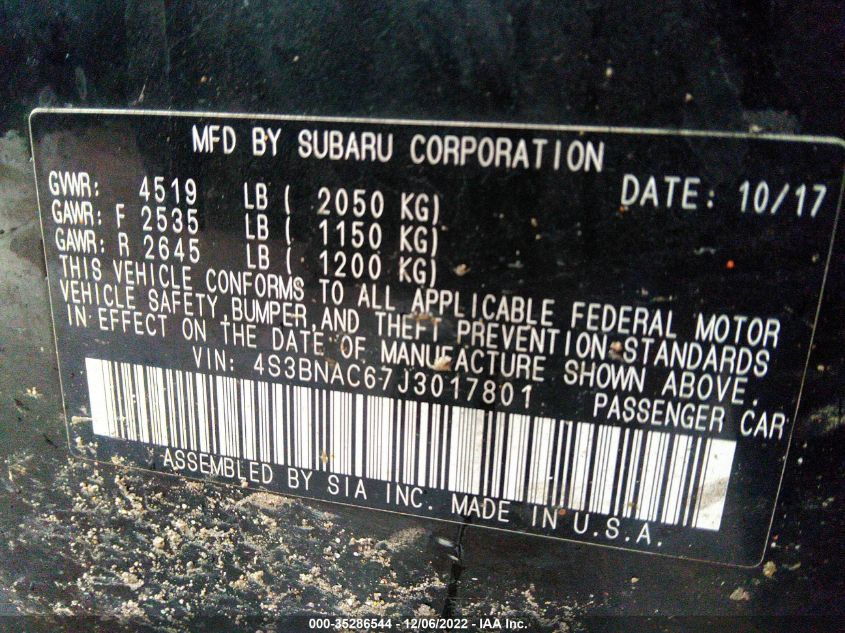 MFD BY SUBARU CORPORATION
GVWR: 4519 LB ( 2050 KG) DATE: 10/17
GAWR: F 2535 LB ( 1150 KG)
GAWR: R 2645 LB ( 1200 KG)
THIS VEHICLE CONFORMS TO ALL APPLICABLE FEDERAL MOTOR
VEHICLE SAFETY, BUMPER, AND THEFT PREVENTION STANDARDS
IN EFFECT ON THE DATE OF MANUFACTURE SHOWN ABOVE.
VIN: 4S3BNAC67J3017801 PASSENGER CAR
ASSEMBLED BY SIA INC. MADE IN U.S.A.
000-35286544 - 12/06/2022 - IAA Inc.